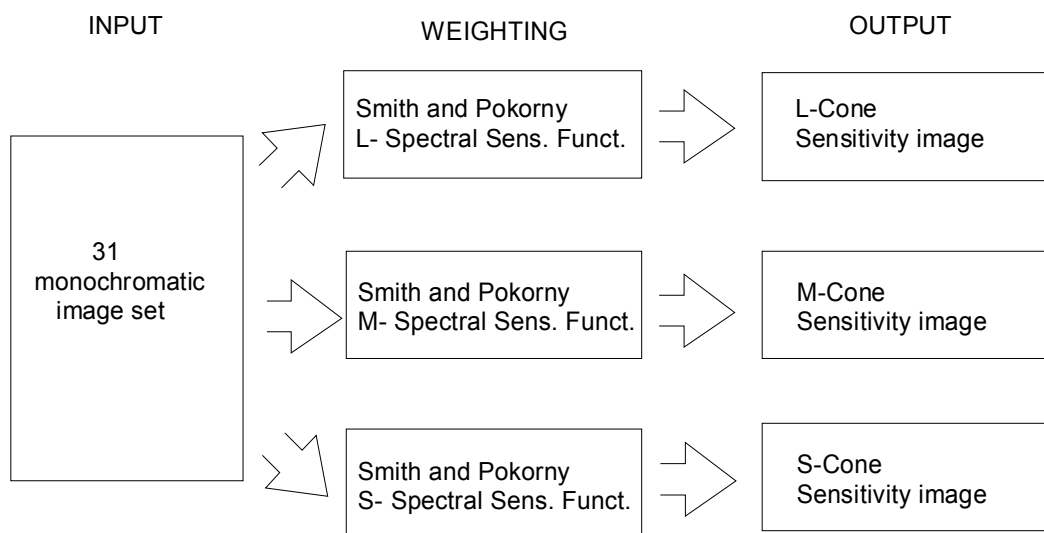 INPUT
WEIGHTING
OUTPUT
31
monochromatic
image set
Smith and Pokorny
L- Spectral Sens. Funct.
L-Cone
Sensitivity image
Smith and Pokorny
M- Spectral Sens. Funct.
M-Cone
Sensitivity image
Smith and Pokorny
S- Spectral Sens. Funct.
S-Cone
Sensitivity image